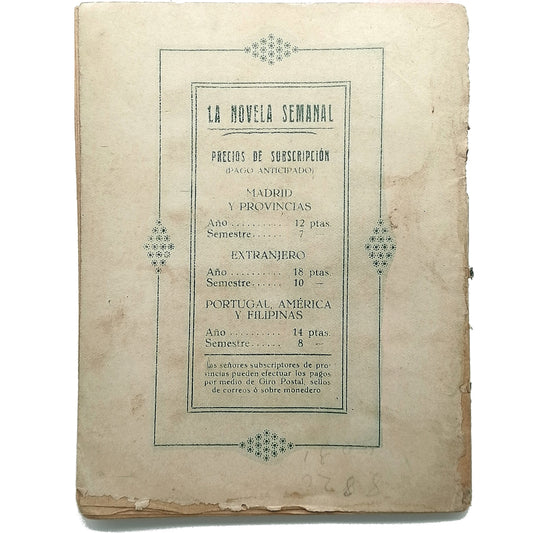 LA NOVELA SEMANAL
PRECIOS DE SUBSCRIPCIÓN
(PAGO ANTICIPADO)
MADRID
Y PROVINCIAS
Año .......... 12 ptas.
Semestre...... 7 —
EXTRANJERO
Año .......... 18 ptas.
Semestre...... 10 —
PORTUGAL, AMÉRICA
Y FILIPINAS
Año .......... 14 ptas.
Semestre...... 8 —
Los señores subscriptores de pro-
vincias pueden efectuar los pagos
por medio de Giro Postal, sellos
de correos ó sobre monedero